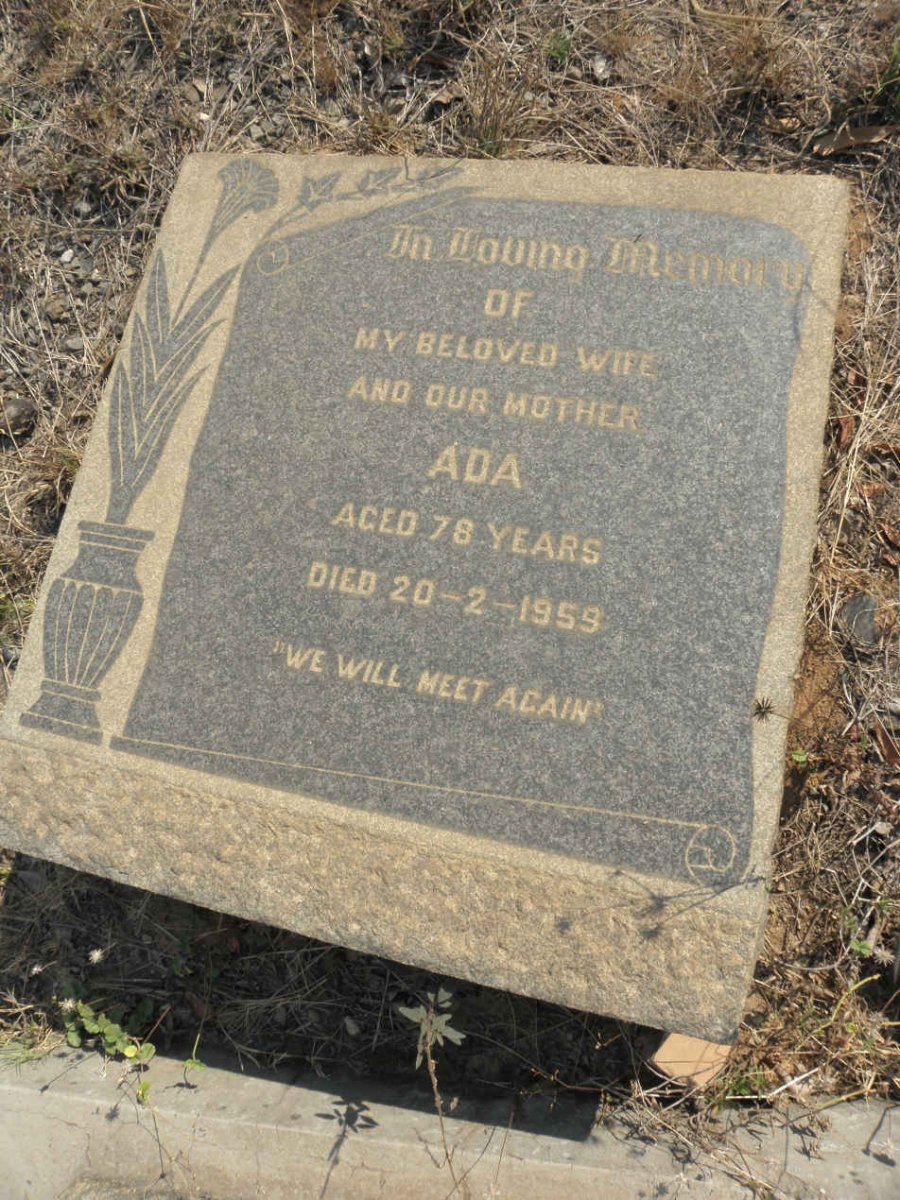 In Loving Memory
OF
MY BELOVED WIFE
AND OUR MOTHER
ADA
AGED 78 YEARS
DIED 20-2-1959
"WE WILL MEET AGAIN"